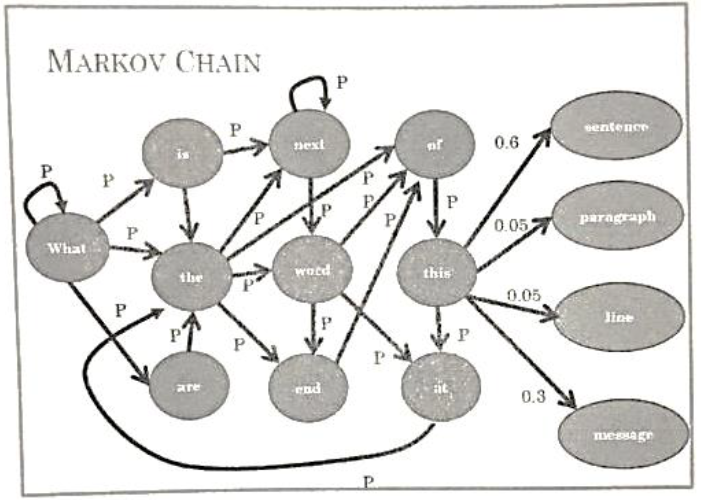 MARKOV CHAIN
P
is
P
next
of
0.6
sentence
P
P
P
P
P
P
0.05
paragraph
What
P
the
P
word
P
this
0.05
line
P
P
P
P
P
P
are
end
at
0.3
message
P